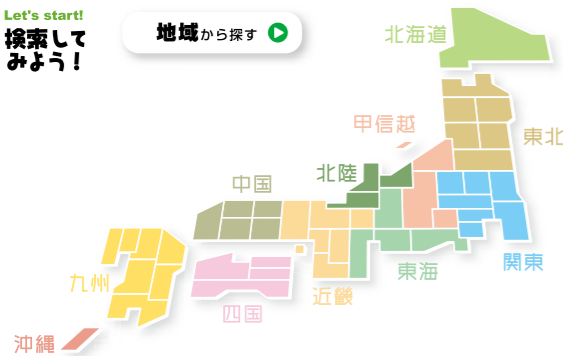 Let's start!
検索して
みよう！
地域から探す
北海道
東北
甲信越
北陸
中国
関東
東海
近畿
四国
九州
沖縄